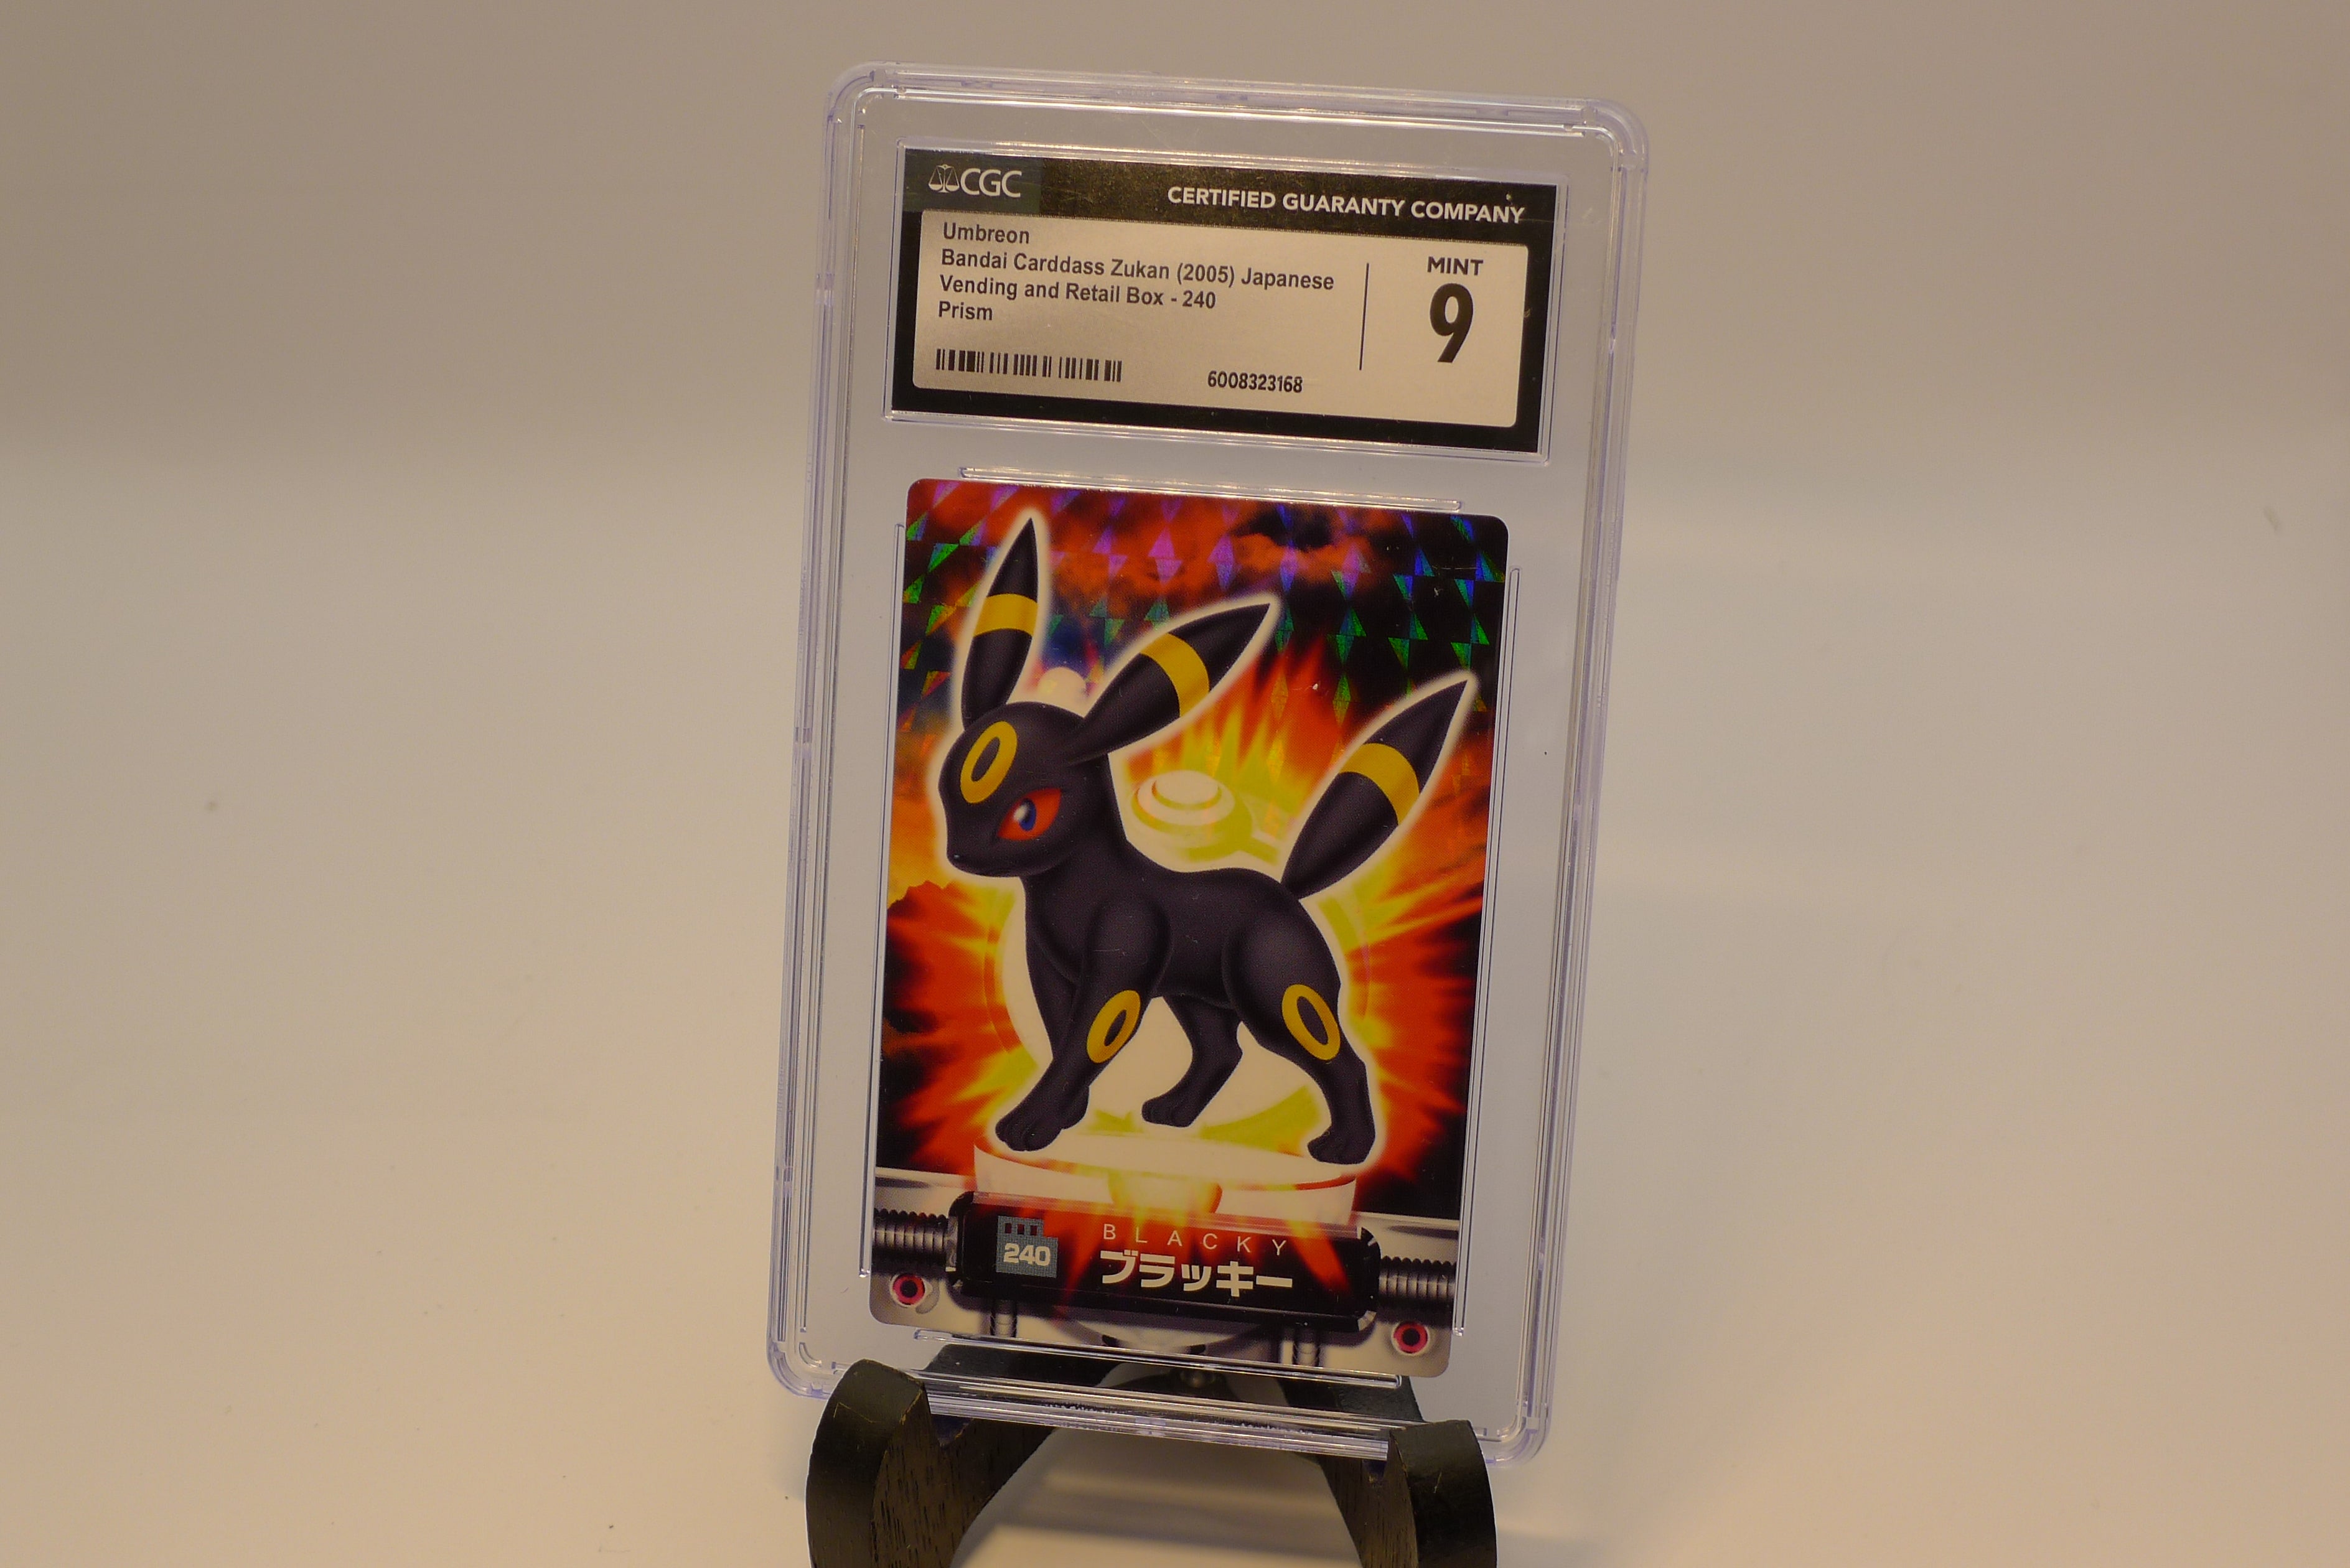 CGC
CERTIFIED GUARANTY COMPANY
Umbreon
Bandai Carddass Zukan (2005) Japanese
Vending and Retail Box - 240
Prism
MINT
9
6008323168
240
BLACKY
ブラッキー